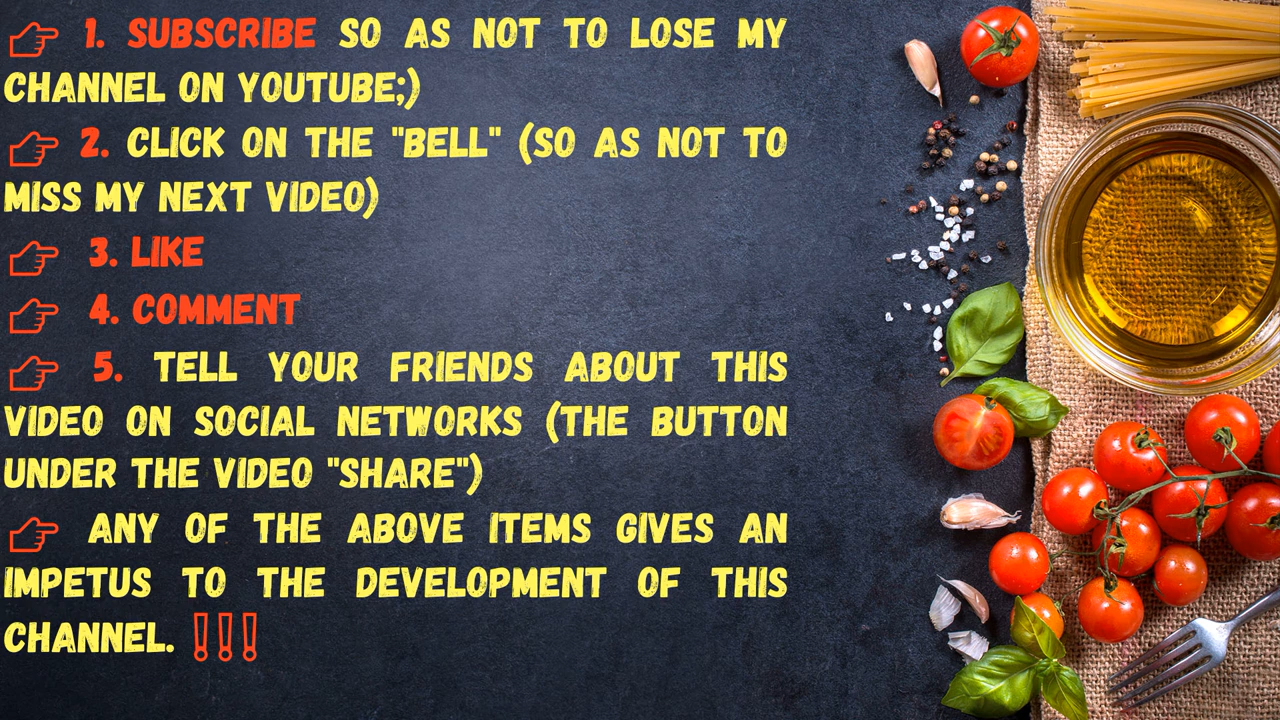 👉 1. SUBSCRIBE SO AS NOT TO LOSE MY
CHANNEL ON YOUTUBE;)
👉 2. CLICK ON THE "BELL" (SO AS NOT TO
MISS MY NEXT VIDEO)
👉 3. LIKE
👉 4. COMMENT
👉 5. TELL YOUR FRIENDS ABOUT THIS
VIDEO ON SOCIAL NETWORKS (THE BUTTON
UNDER THE VIDEO "SHARE")
👉 ANY OF THE ABOVE ITEMS GIVES AN
IMPETUS TO THE DEVELOPMENT OF THIS
CHANNEL. ❗❗❗